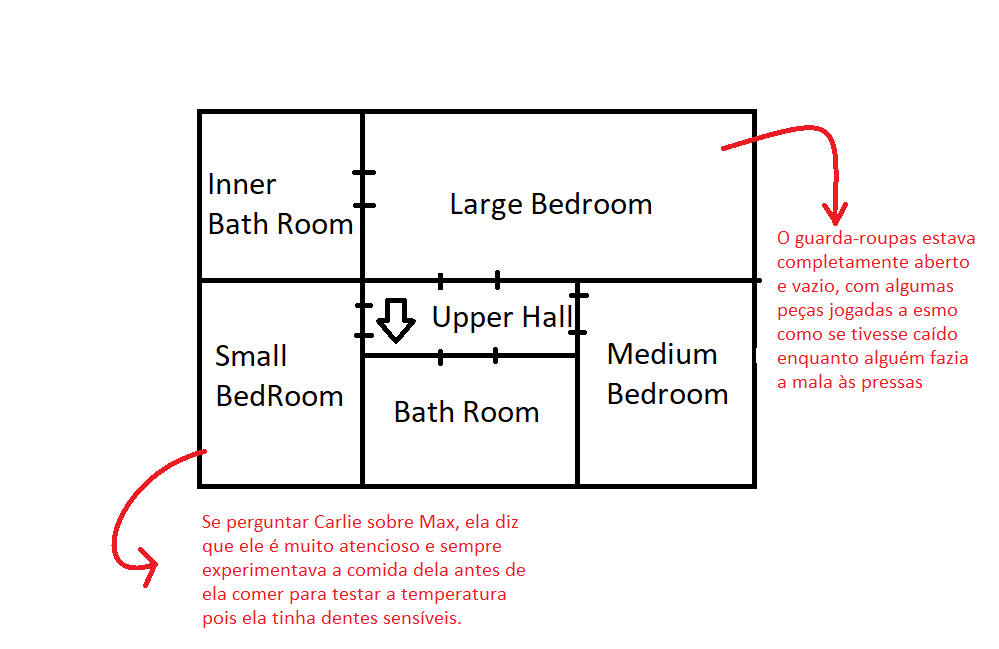 Inner
Bath Room
Large Bedroom
O guarda-roupas estava
completamente aberto
e vazio, com algumas
peças jogadas a esmo
como se tivesse caído
enquanto alguém fazia
a mala às pressas
Upper Hall
Small
BedRoom
Medium
Bedroom
Bath Room
Se perguntar Carlie sobre Max, ela diz
que ele é muito atencioso e sempre
experimentava a comida dela antes de
ela comer para testar a temperatura
pois ela tinha dentes sensíveis.